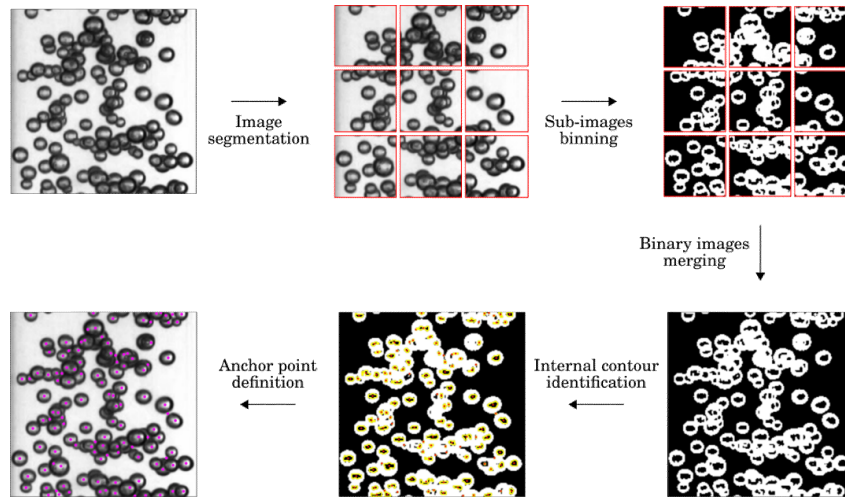 Image
segmentation
Sub-images
binning
Binary images
merging
Internal contour
identification
Anchor point
definition